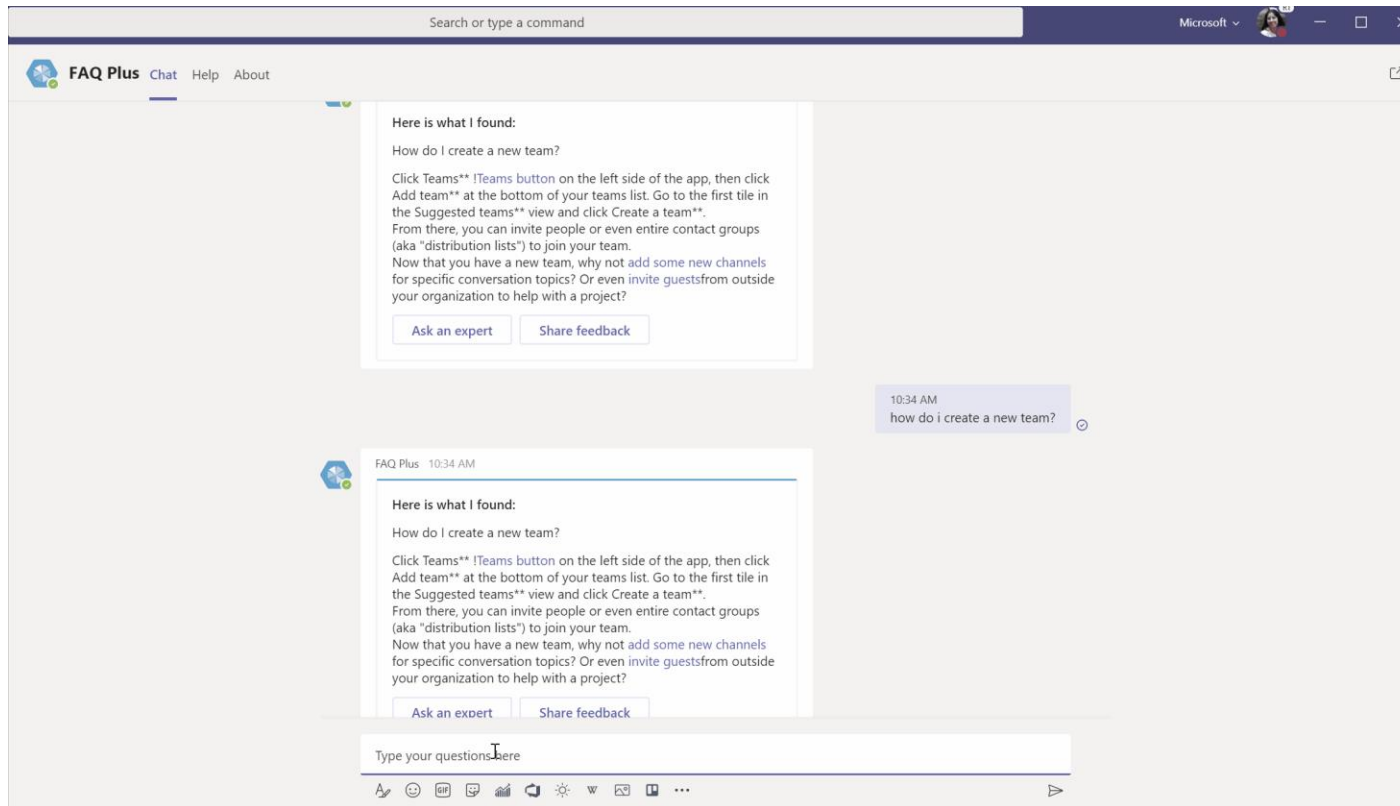 Search or type a command
Microsoft
FAQ Plus Chat Help About
Here is what I found:
How do I create a new team?
Click Teams** !Teams button on the left side of the app, then click
Add team** at the bottom of your teams list. Go to the first tile in
the Suggested teams** view and click Create a team**.
From there, you can invite people or even entire contact groups
(aka "distribution lists") to join your team.
Now that you have a new team, why not add some new channels
for specific conversation topics? Or even invite guestsfrom outside
your organization to help with a project?
Ask an expert Share feedback
10:34 AM
how do i create a new team?
FAQ Plus 10:34 AM
Here is what I found:
How do I create a new team?
Click Teams** !Teams button on the left side of the app, then click
Add team** at the bottom of your teams list. Go to the first tile in
the Suggested teams** view and click Create a team**.
From there, you can invite people or even entire contact groups
(aka "distribution lists") to join your team.
Now that you have a new team, why not add some new channels
for specific conversation topics? Or even invite guestsfrom outside
your organization to help with a project?
Ask an expert Share feedback
Type your questions here
GIF W